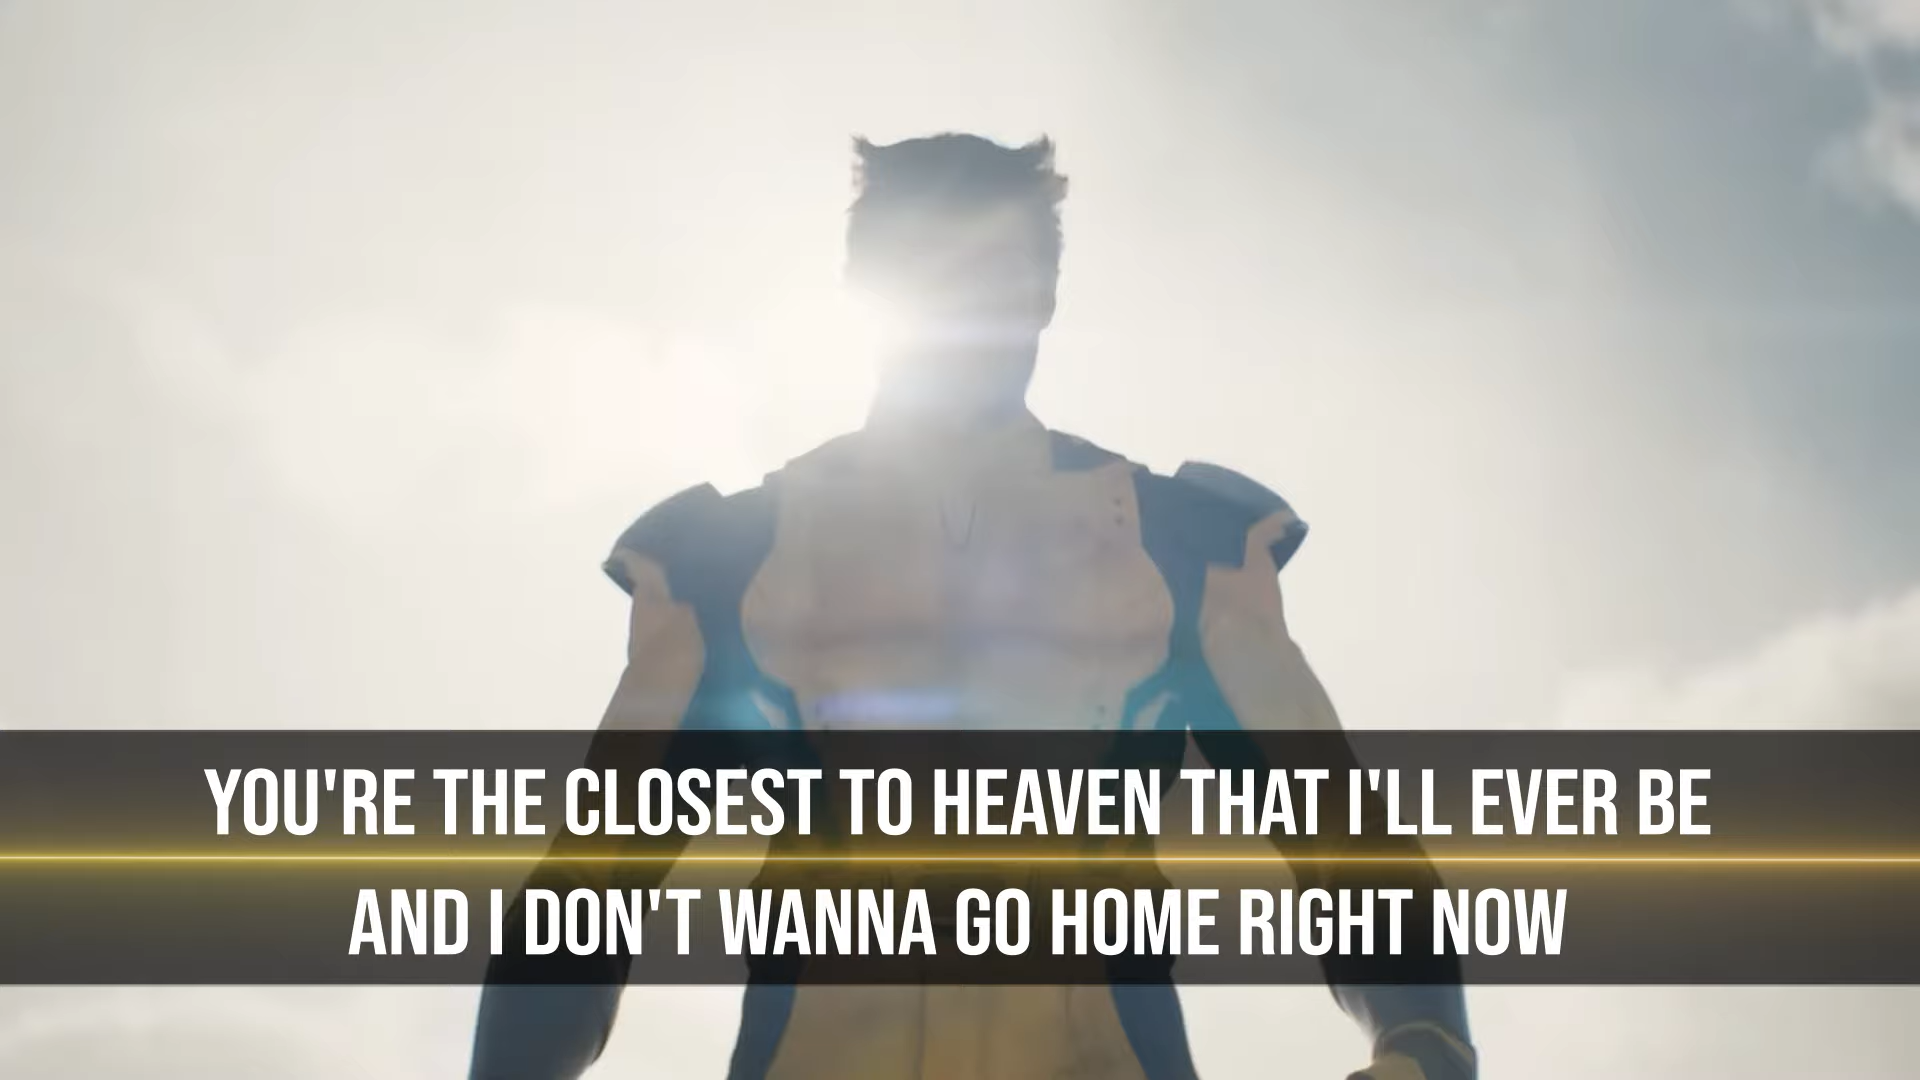 YOU'RE THE CLOSEST TO HEAVEN THAT I'LL EVER BE
AND I DON'T WANNA GO HOME RIGHT NOW